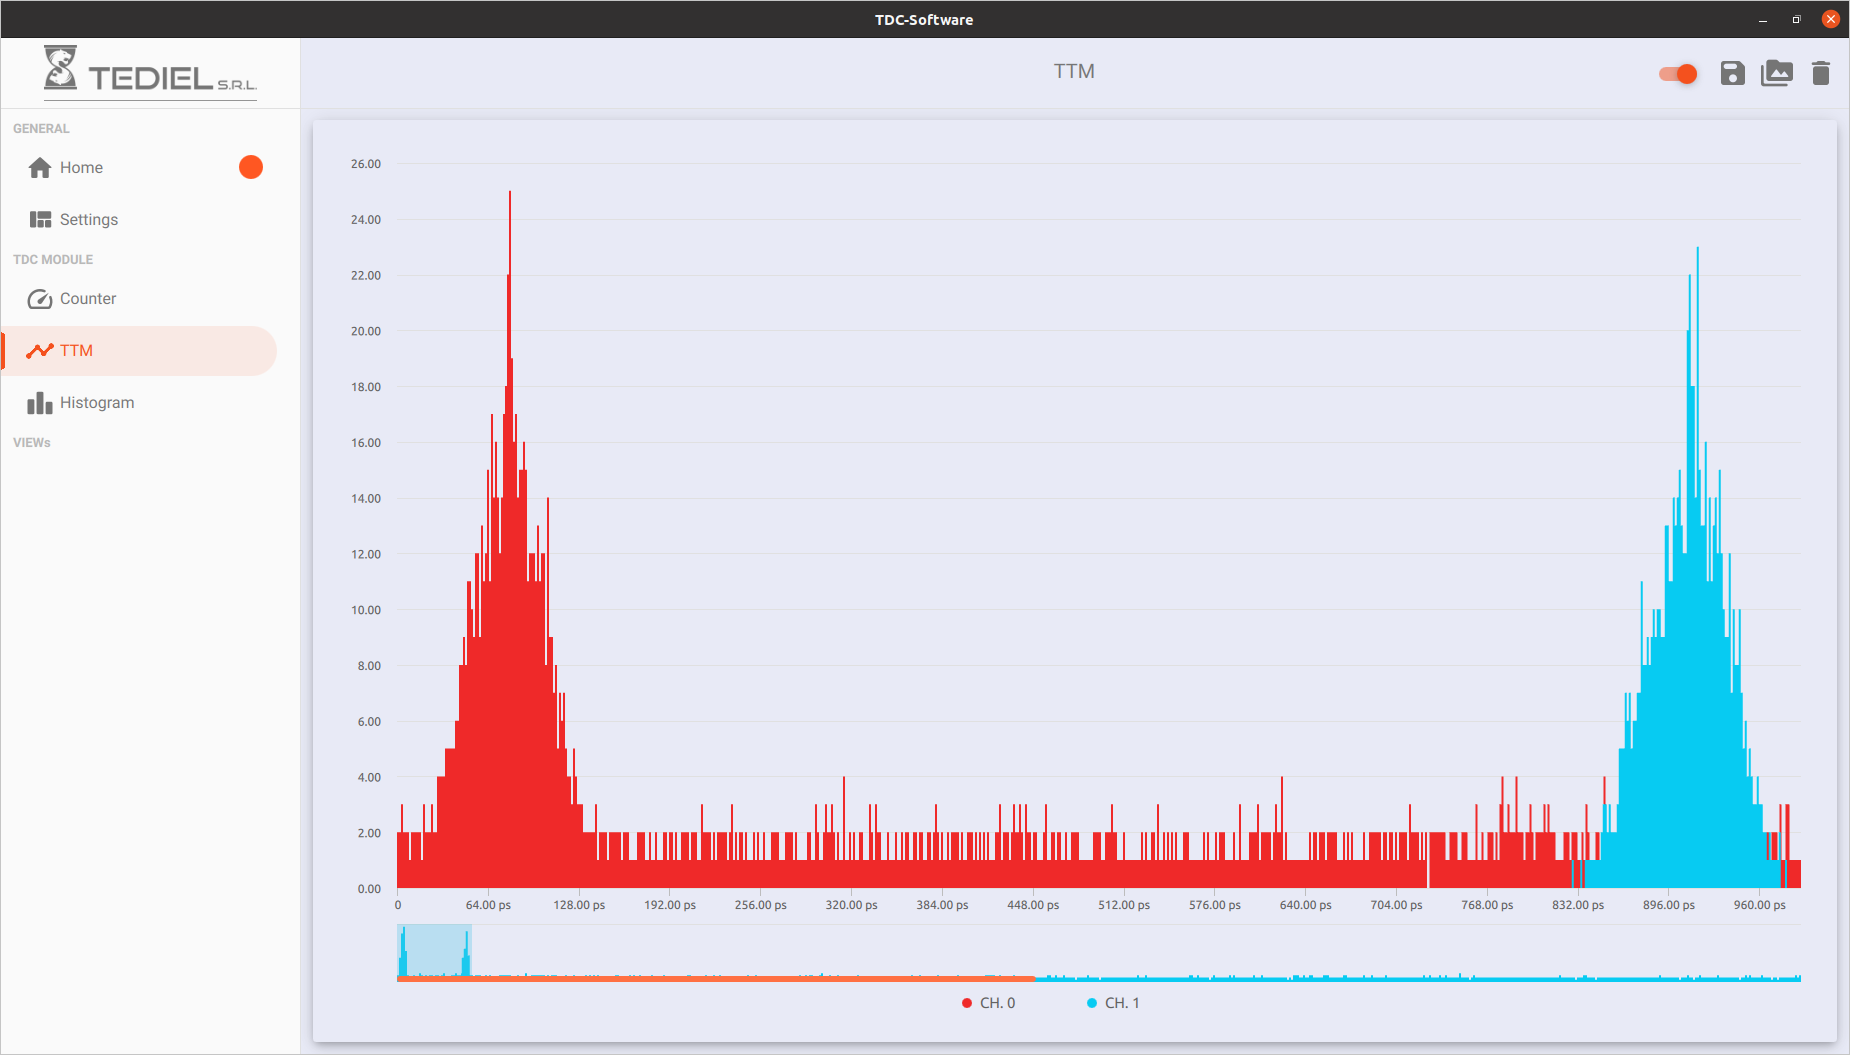 TDC-Software
TEDIEL S.R.L.
TTM
GENERAL
Home
Settings
TDC MODULE
Counter
TTM
Histogram
VIEWs
26.00
24.00
22.00
20.00
18.00
16.00
14.00
12.00
10.00
8.00
6.00
4.00
2.00
0.00
0 64.00 ps 128.00 ps 192.00 ps 256.00 ps 320.00 ps 384.00 ps 448.00 ps 512.00 ps 576.00 ps 640.00 ps 704.00 ps 768.00 ps 832.00 ps 896.00 ps 960.00 ps
CH. 0 CH. 1